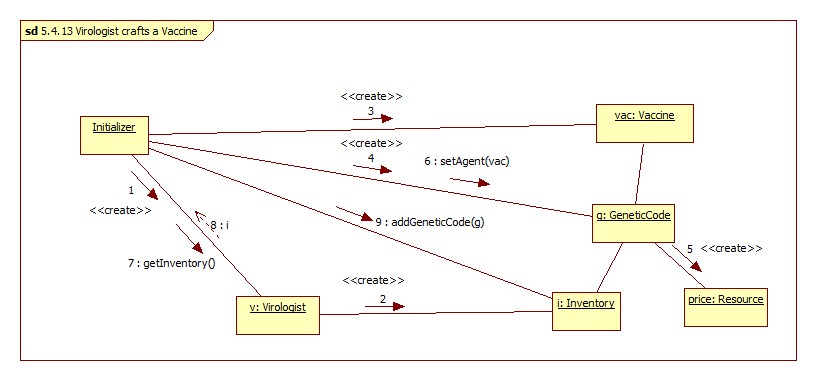 sd 5.4.13 Virologist crafts a Vaccine
<<create>>
3
vac: Vaccine
Initializer
<<create>>
4
6 : setAgent(vac)
1
<<create>>
8 : i
9 : addGeneticCode(g)
g: GeneticCode
5 <<create>>
7 : getInventory()
<<create>>
2
v: Virologist
i: Inventory
price: Resource